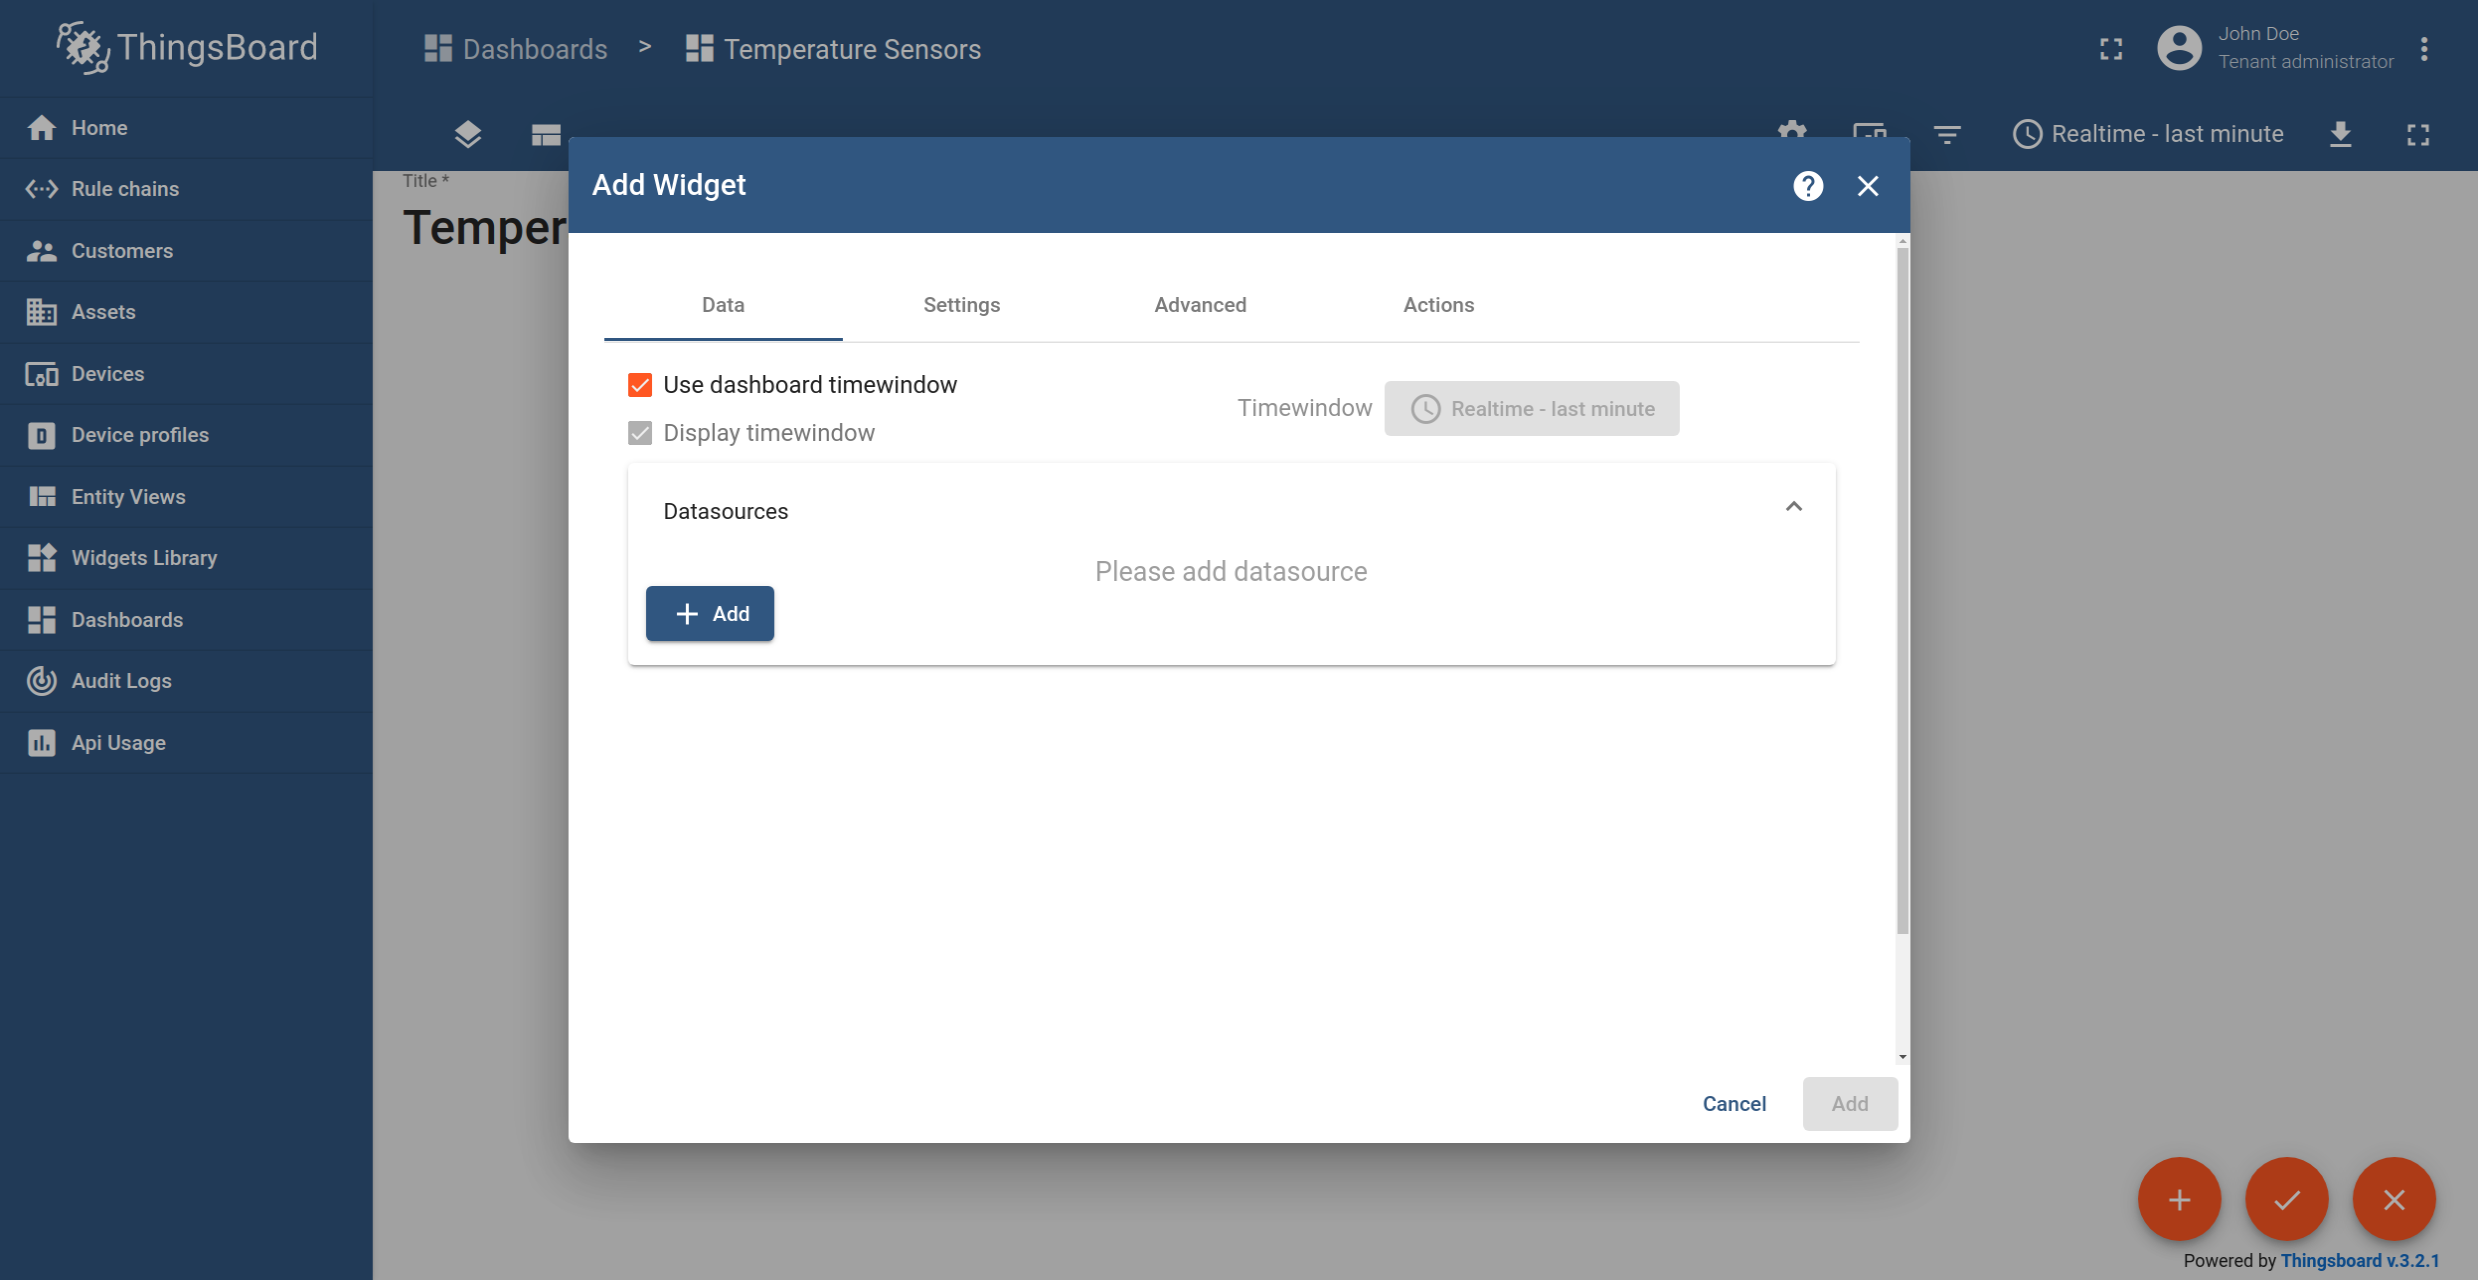 ThingsBoard
Dashboards > Temperature Sensors
John Doe
Tenant administrator
Home
Rule chains
Customers
Assets
Devices
Device profiles
Entity Views
Widgets Library
Dashboards
Audit Logs
Api Usage
Realtime - last minute
Title *
Temper
Add Widget
Data
Settings
Advanced
Actions
Use dashboard timewindow
Display timewindow
Timewindow
Realtime - last minute
Datasources
Please add datasource
Add
Cancel
Add
Powered by Thingsboard v.3.2.1